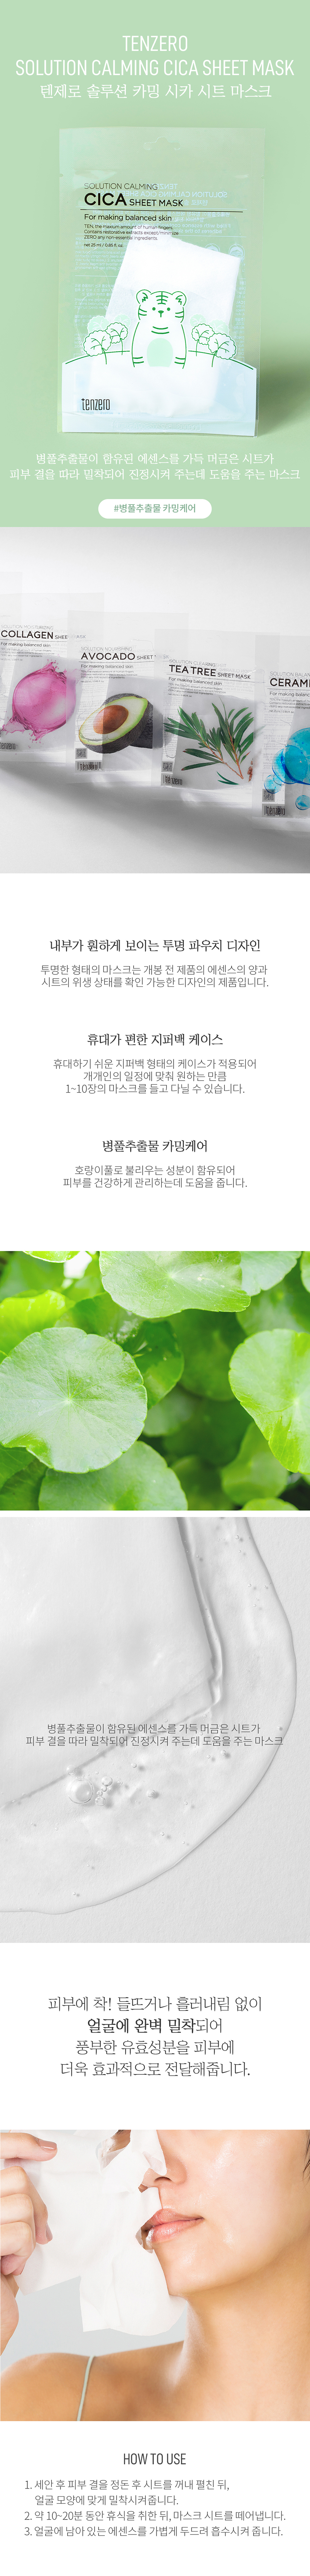 TENZERO
SOLUTION CALMING CICA SHEET MASK
텐제로 솔루션 카밍 시카 시트 마스크
SOLUTION CALMING
CICA SHEET MASK
For making balanced skin
TEN, the maximum amount of human fingers
Contains restorative extracts except/minimize
ZERO any non-essential ingredients.
net 25 ml / 0.85 fl. oz.
tenzero
병풀추출물이 함유된 에센스를 가득 머금은 시트가
피부 결을 따라 밀착되어 진정시켜 주는데 도움을 주는 마스크
#병풀추출물 카밍케어
COLLAGEN SHEET MASK
For making balanced skin
SOLUTION NOURISHING
AVOCADO SHEET MASK
For making balanced skin
TEA TREE SHEET MASK
For making balanced skin
SOLUTION
CERAM
For making balanced skin
내부가 훤하게 보이는 투명 파우치 디자인
투명한 형태의 마스크는 개봉 전 제품의 에센스의 양과
시트의 위생 상태를 확인 가능한 디자인의 제품입니다.
휴대가 편한 지퍼백 케이스
휴대하기 쉬운 지퍼백 형태의 케이스가 적용되어
개개인의 일정에 맞춰 원하는 만큼
1~10장의 마스크를 들고 다닐 수 있습니다.
병풀추출물 카밍케어
호랑이풀로 불리우는 성분이 함유되어
피부를 건강하게 관리하는데 도움을 줍니다.
병풀추출물이 함유된 에센스를 가득 머금은 시트가
피부 결을 따라 밀착되어 진정시켜 주는데 도움을 주는 마스크
피부에 착! 들뜨거나 흘러내림 없이
얼굴에 완벽 밀착되어
풍부한 유효성분을 피부에
더욱 효과적으로 전달해줍니다.
HOW TO USE
1. 세안 후 피부 결을 정돈 후 시트를 꺼내 펼친 뒤,
얼굴 모양에 맞게 밀착시켜줍니다.
2. 약 10~20분 동안 휴식을 취한 뒤, 마스크 시트를 떼어냅니다.
3. 얼굴에 남아 있는 에센스를 가볍게 두드려 흡수시켜 줍니다.